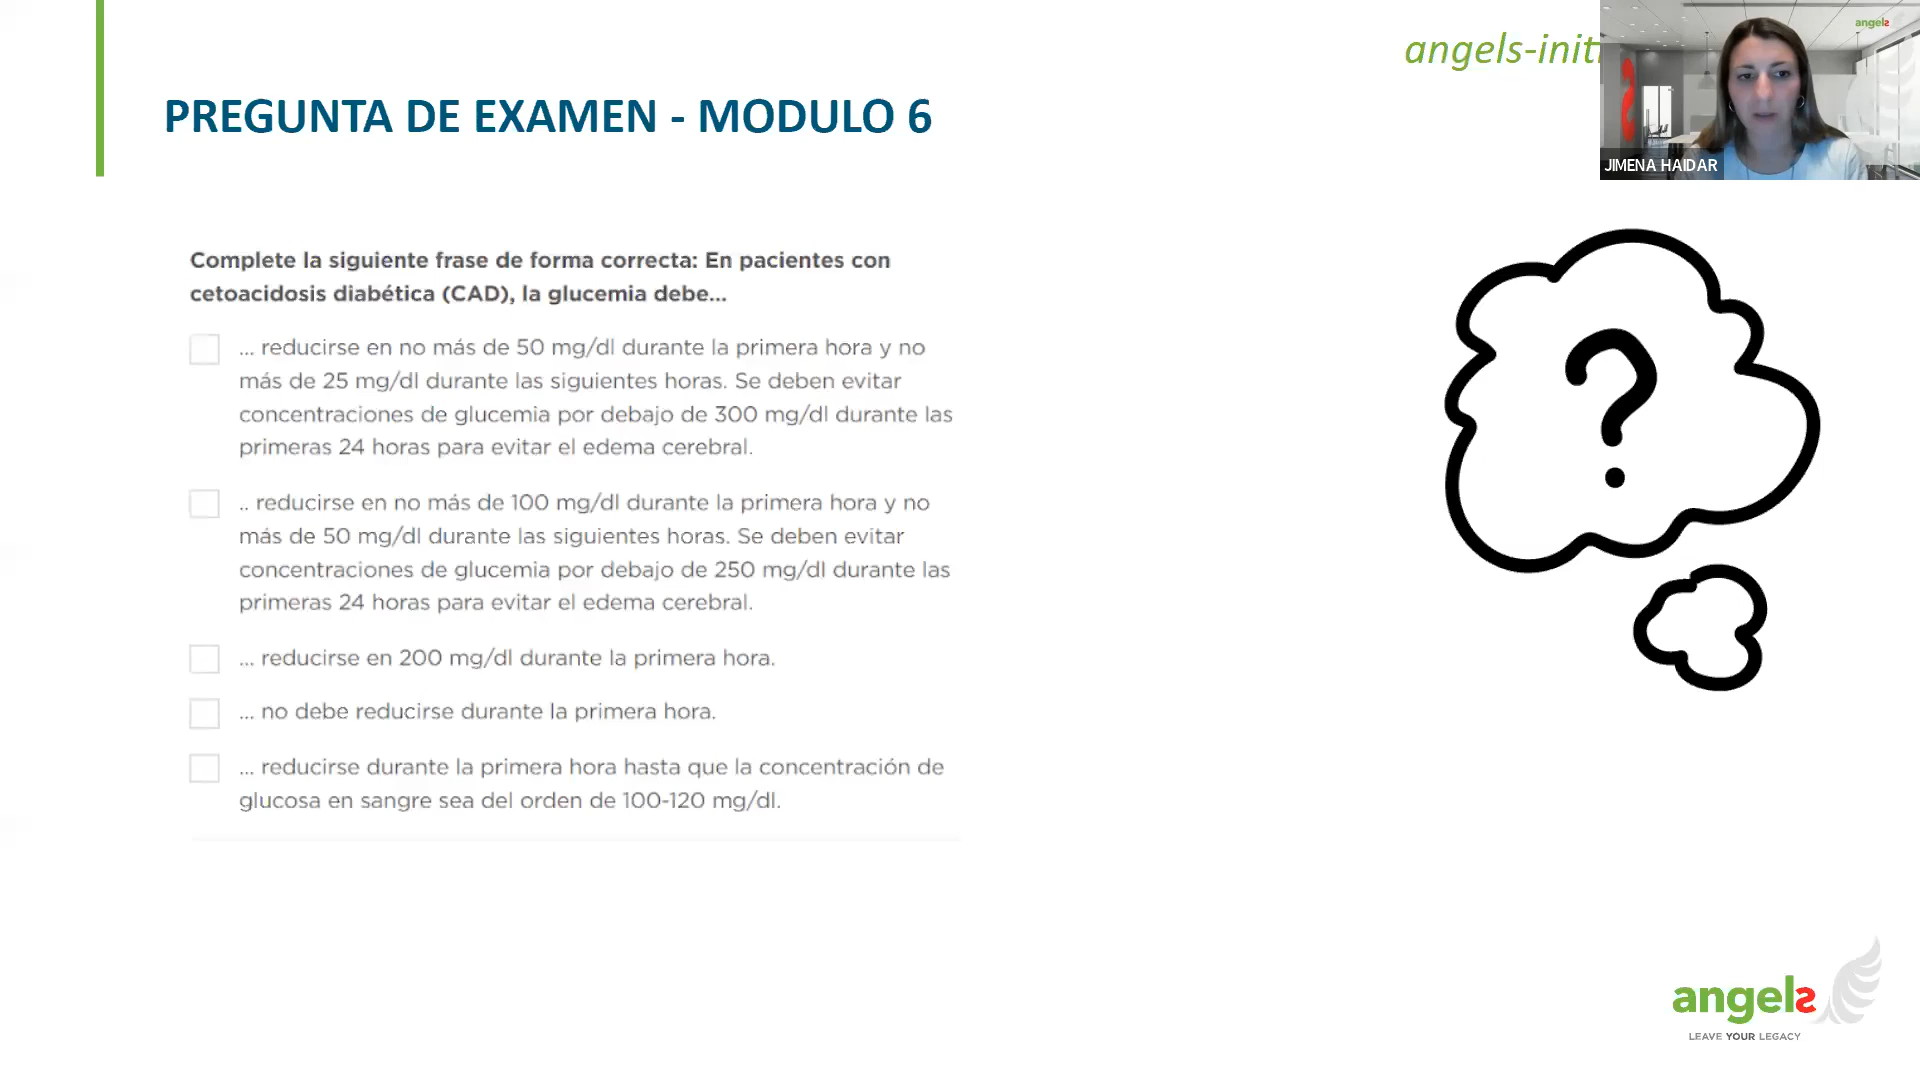 angels-init
angels
JIMENA HAIDAR
PREGUNTA DE EXAMEN - MODULO 6
Complete la siguiente frase de forma correcta: En pacientes con
cetoacidosis diabética (CAD), la glucemia debe...
... reducirse en no más de 50 mg/dl durante la primera hora y no
más de 25 mg/dl durante las siguientes horas. Se deben evitar
concentraciones de glucemia por debajo de 300 mg/dl durante las
primeras 24 horas para evitar el edema cerebral.
.. reducirse en no más de 100 mg/dl durante la primera hora y no
más de 50 mg/dl durante las siguientes horas. Se deben evitar
concentraciones de glucemia por debajo de 250 mg/dl durante las
primeras 24 horas para evitar el edema cerebral.
... reducirse en 200 mg/dl durante la primera hora.
... no debe reducirse durante la primera hora.
... reducirse durante la primera hora hasta que la concentración de
glucosa en sangre sea del orden de 100-120 mg/dl.
?
angels
LEAVE YOUR LEGACY